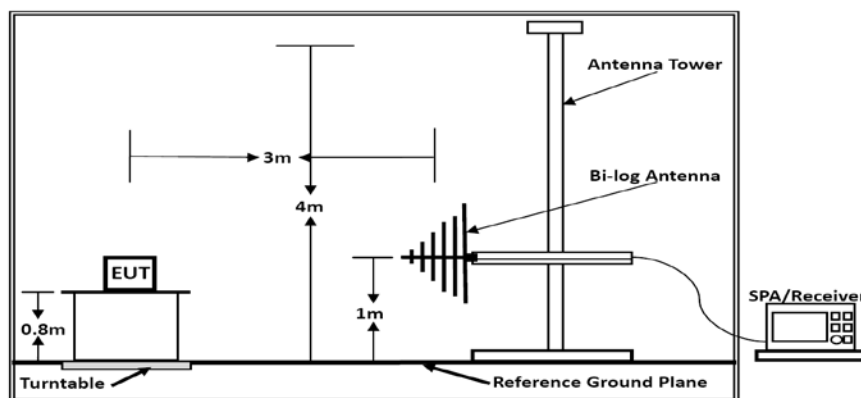 Antenna Tower
3m
Bi-log Antenna
4m
EUT
SPA/Receiver
0.8m
1m
Turntable
Reference Ground Plane